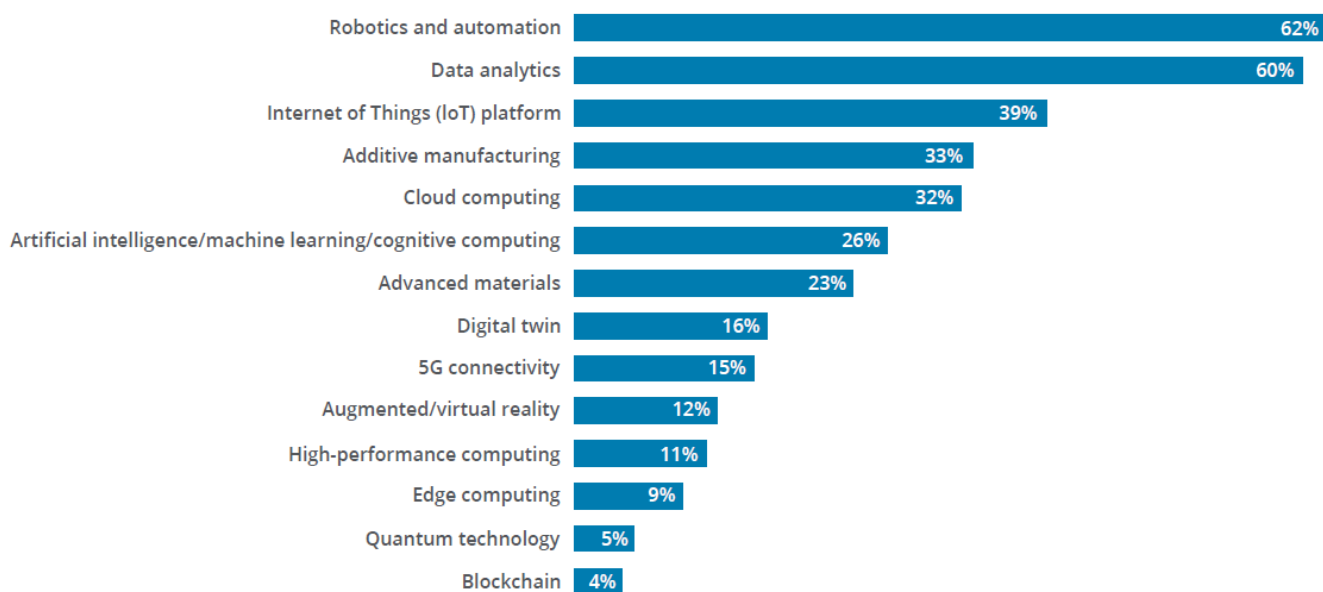 Robotics and automation 62%
Data analytics 60%
Internet of Things (loT) platform 39%
Additive manufacturing 33%
Cloud computing 32%
Artificial intelligence/machine learning/cognitive computing 26%
Advanced materials 23%
Digital twin 16%
5G connectivity 15%
Augmented/virtual reality 12%
High-performance computing 11%
Edge computing 9%
Quantum technology 5%
Blockchain 4%